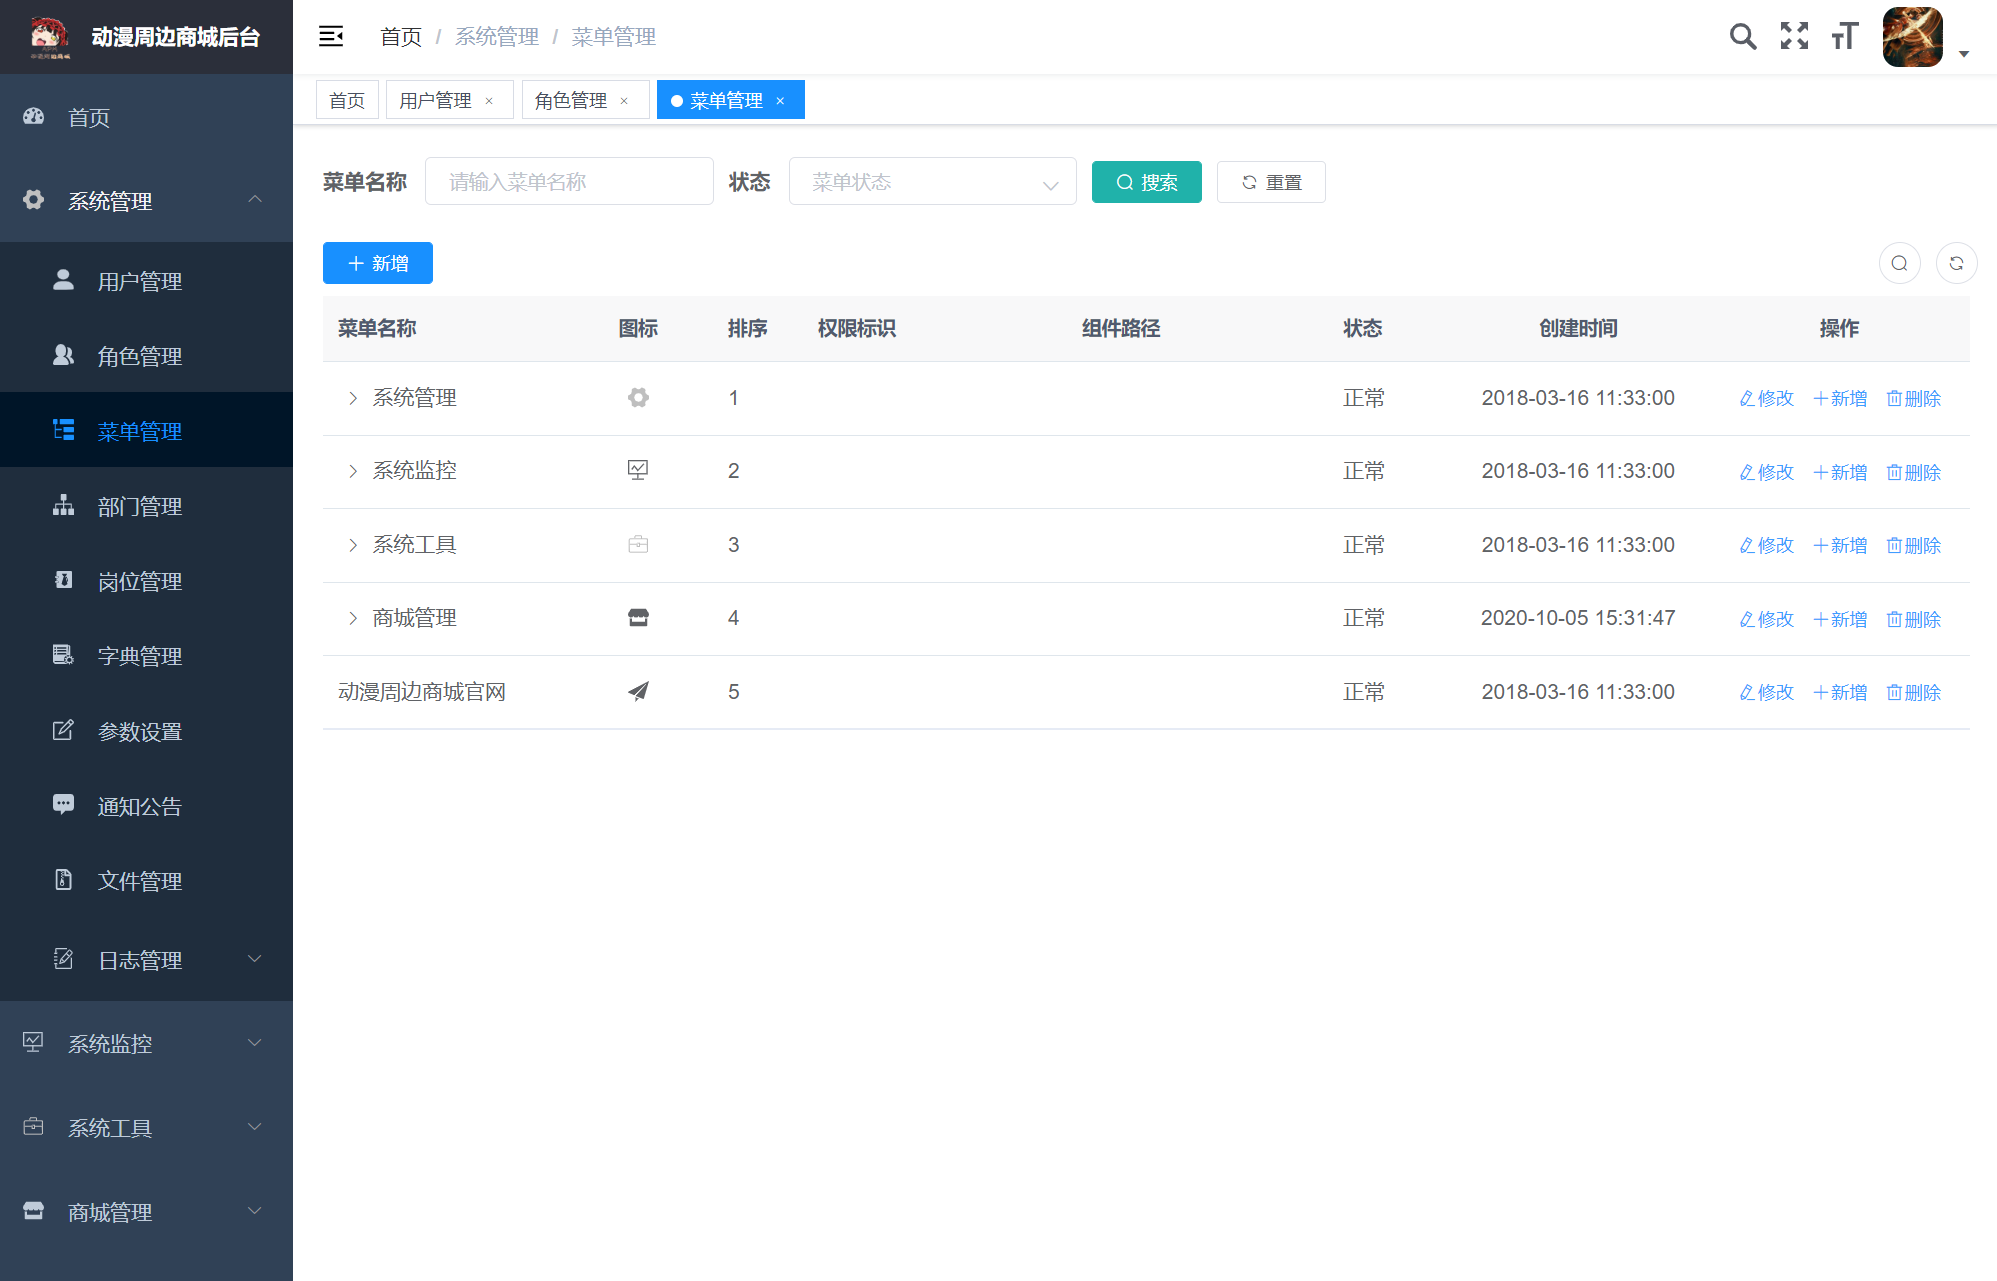 动漫周边商城后台
首页 / 系统管理 / 菜单管理
首页 用户管理 × 角色管理 × 菜单管理 ×
首页
系统管理
用户管理
角色管理
菜单管理
部门管理
岗位管理
字典管理
参数设置
通知公告
文件管理
日志管理
系统监控
系统工具
商城管理
菜单名称 请输入菜单名称 状态 菜单状态 搜索 重置
新增
菜单名称 图标 排序 权限标识 组件路径 状态 创建时间 操作
系统管理 1 正常 2018-03-16 11:33:00 修改 新增 删除
系统监控 2 正常 2018-03-16 11:33:00 修改 新增 删除
系统工具 3 正常 2018-03-16 11:33:00 修改 新增 删除
商城管理 4 正常 2020-10-05 15:31:47 修改 新增 删除
动漫周边商城官网 5 正常 2018-03-16 11:33:00 修改 新增 删除